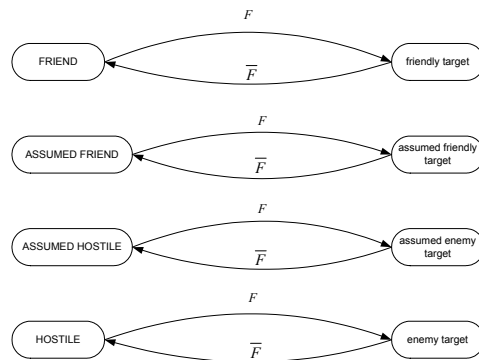 F
FRIEND
friendly target
F̅
F
ASSUMED FRIEND
assumed friendly
target
F̅
F
ASSUMED HOSTILE
assumed enemy
target
F̅
F
HOSTILE
enemy target
F̅